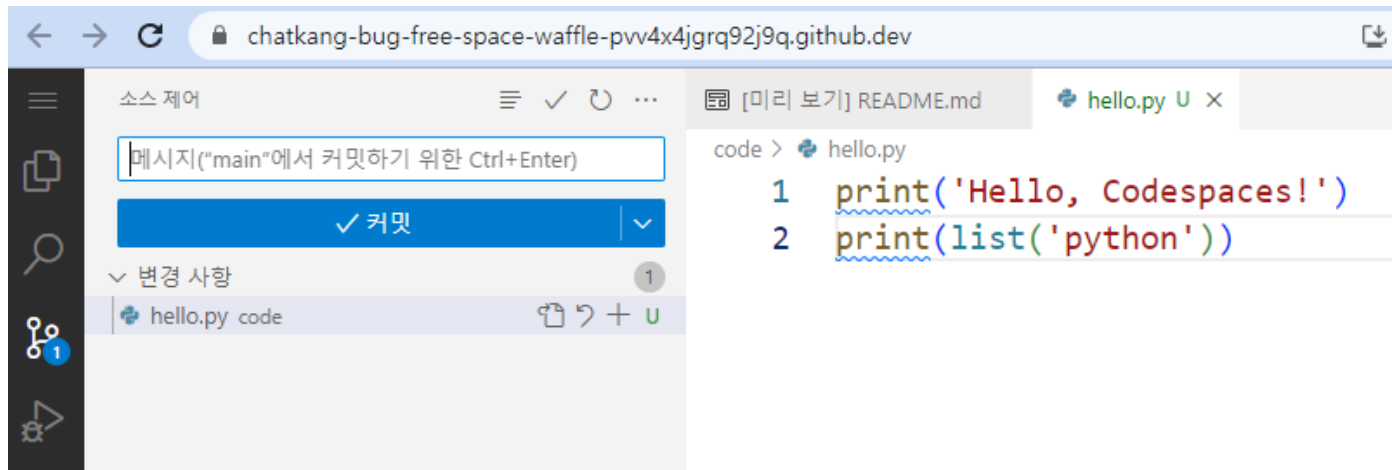 chatkang-bug-free-space-waffle-pvv4x4jgrq92j9q.github.dev
소스 제어
메시지("main"에서 커밋하기 위한 Ctrl+Enter)
커밋
변경 사항 1
hello.py code U
1
[미리 보기] README.md hello.py U
code > hello.py
1 print('Hello, Codespaces!')
2 print(list('python'))